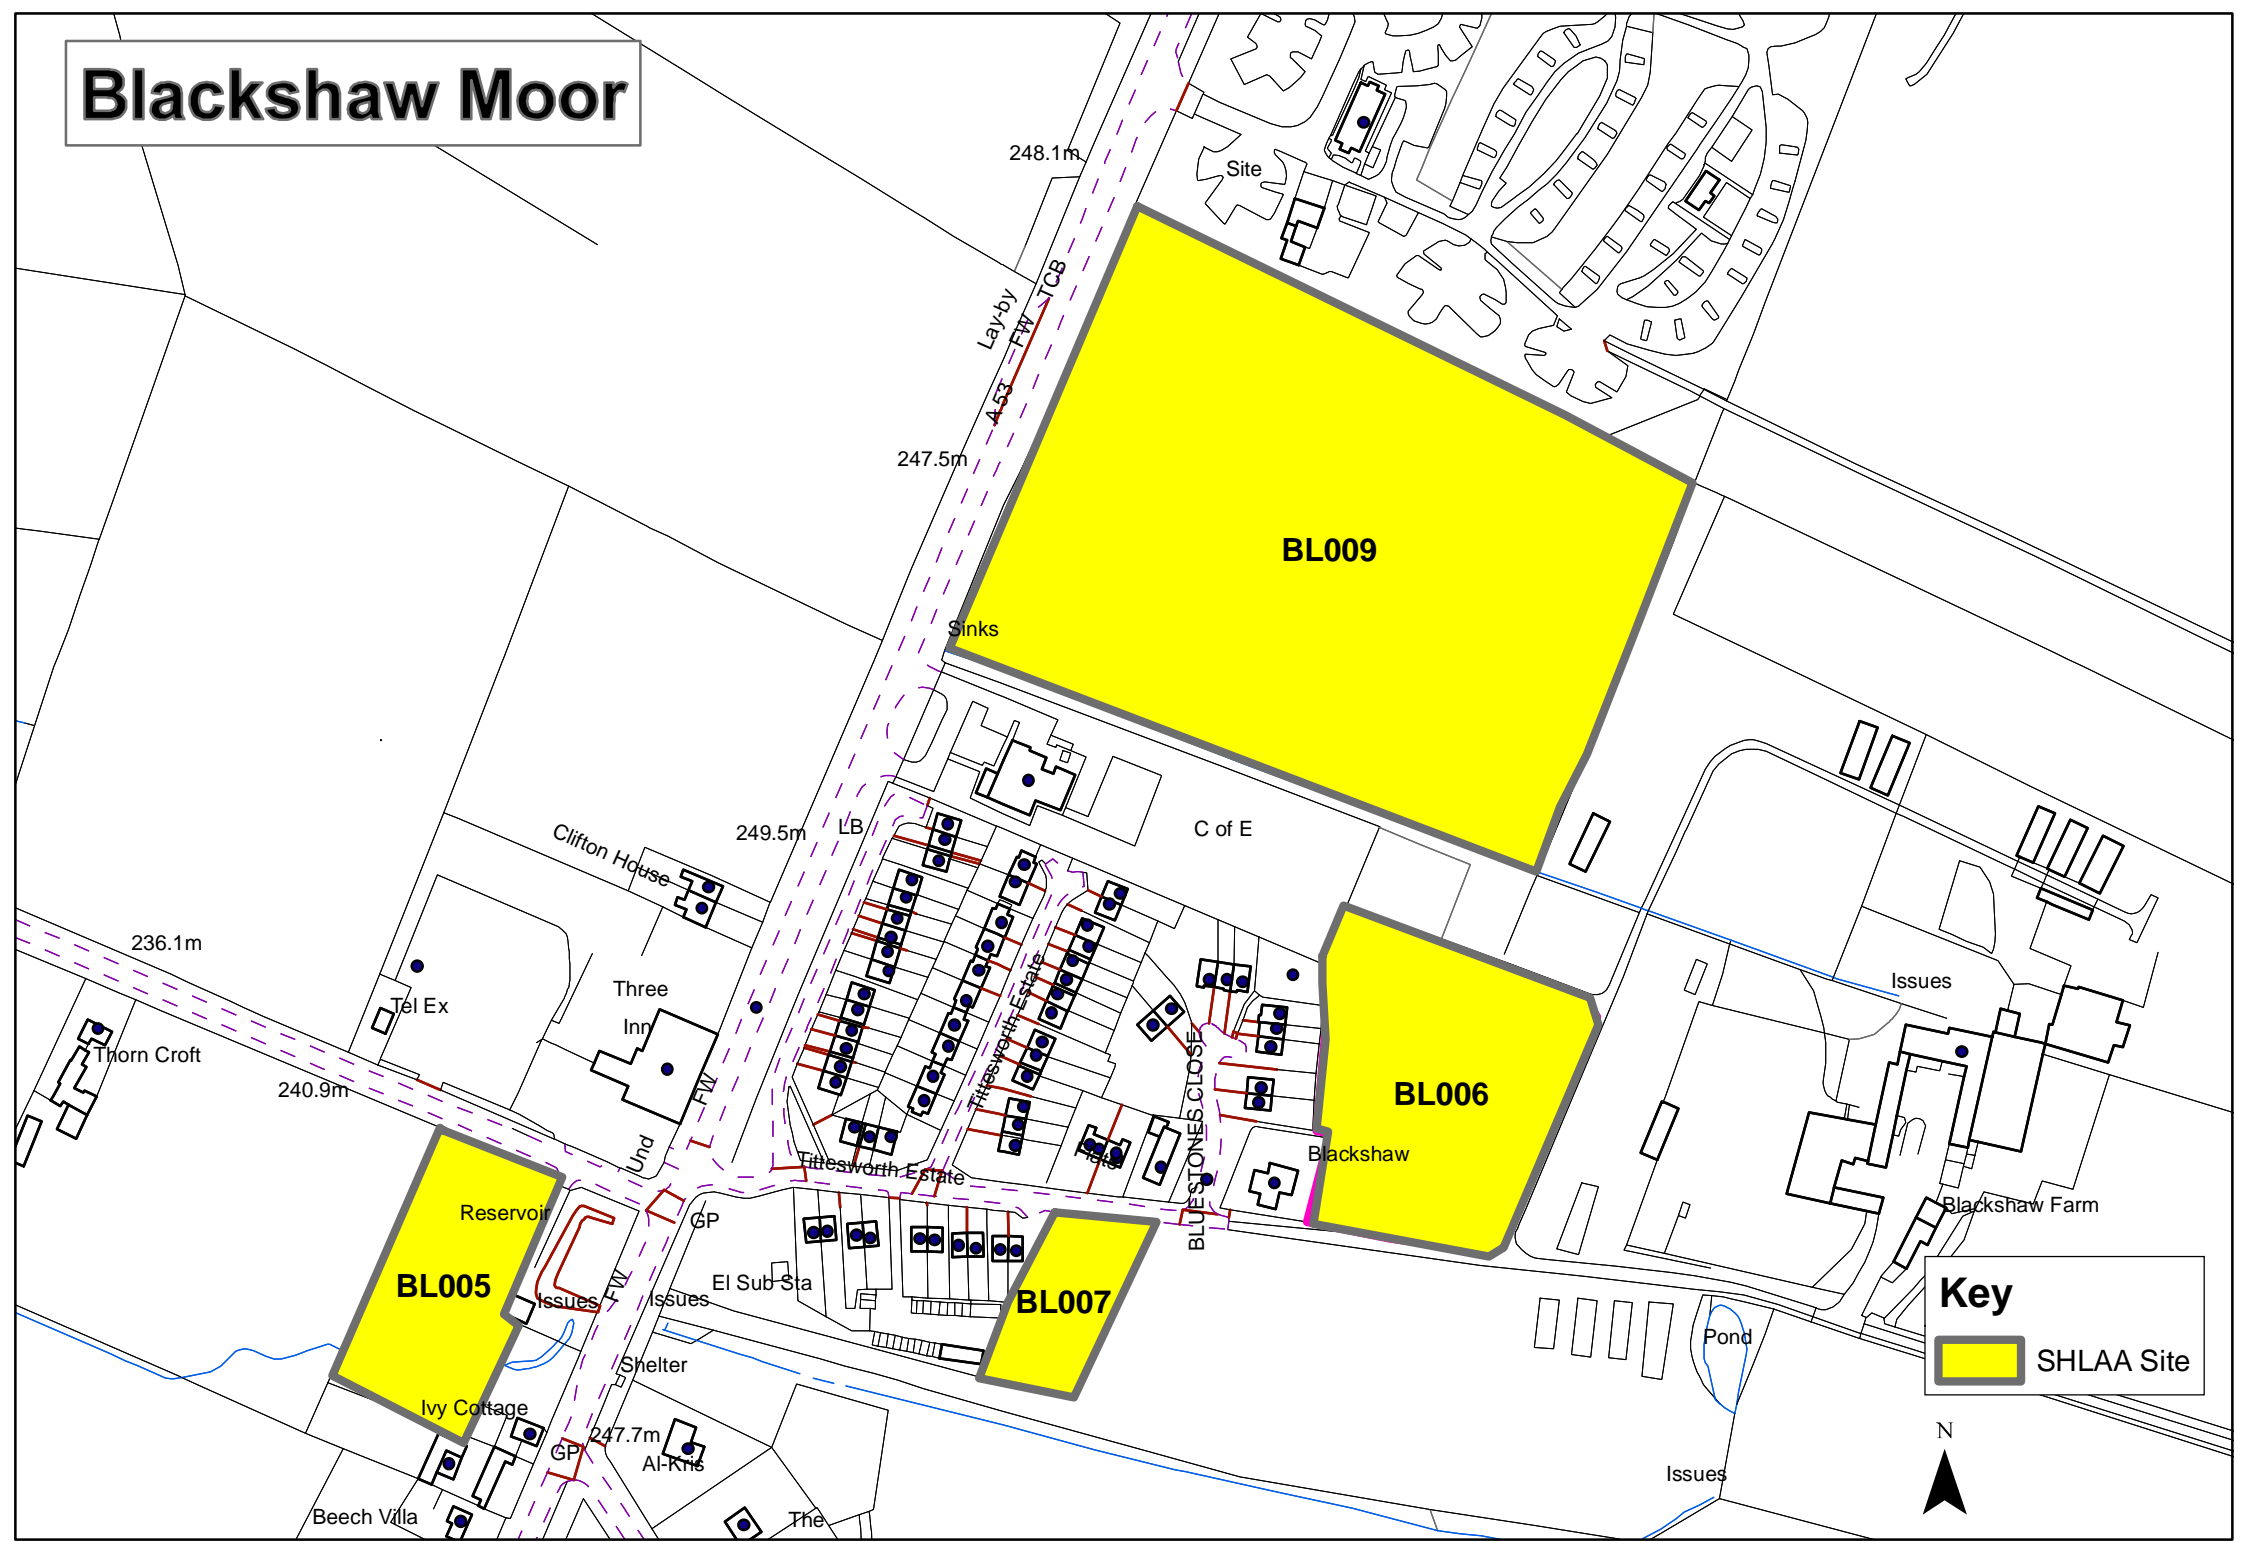 Blackshaw Moor
248.1m
Site
TCB
Lay-by
FW
A 53
247.5m
BL009
Sinks
249.5m
LB
C of E
Clifton House
236.1m
Three
Inn
Tel Ex
Issues
Thorn Croft
240.9m
FW
Tittesworth Estate
BLUESTONES CLOSE
BL006
Und
Flats
Blackshaw
Tittesworth Estate
Reservoir
GP
Blackshaw Farm
BL005
FW
El Sub Sta
Issues
Issues
BL007
Key
SHLAA Site
Pond
Shelter
Ivy Cottage
247.7m
GP
Al-Kris
N
Issues
Beech Villa
The